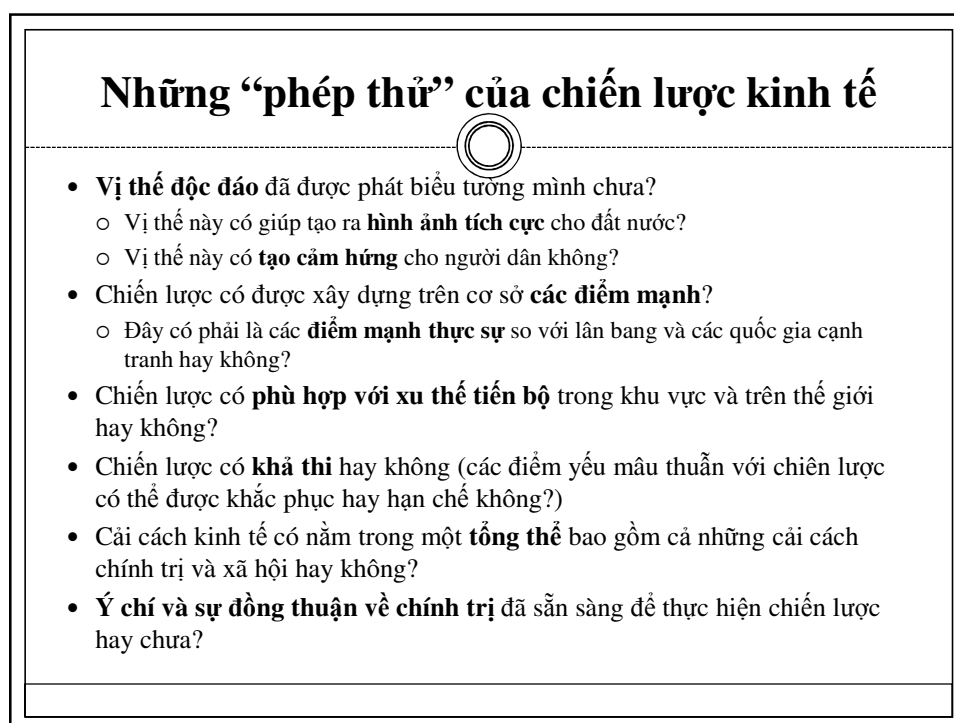 Những “phép thử” của chiến lược kinh tế
• Vị thế độc đáo đã được phát biểu tường mình chưa?
○ Vị thế này có giúp tạo ra hình ảnh tích cực cho đất nước?
○ Vị thế này có tạo cảm hứng cho người dân không?
• Chiến lược có được xây dựng trên cơ sở các điểm mạnh?
○ Đây có phải là các điểm mạnh thực sự so với lân bang và các quốc gia cạnh
tranh hay không?
• Chiến lược có phù hợp với xu thế tiến bộ trong khu vực và trên thế giới
hay không?
• Chiến lược có khả thi hay không (các điểm yếu mâu thuẫn với chiên lược
có thể được khắc phục hay hạn chế không?)
• Cải cách kinh tế có nằm trong một tổng thể bao gồm cả những cải cách
chính trị và xã hội hay không?
• Ý chí và sự đồng thuận về chính trị đã sẵn sàng để thực hiện chiến lược
hay chưa?